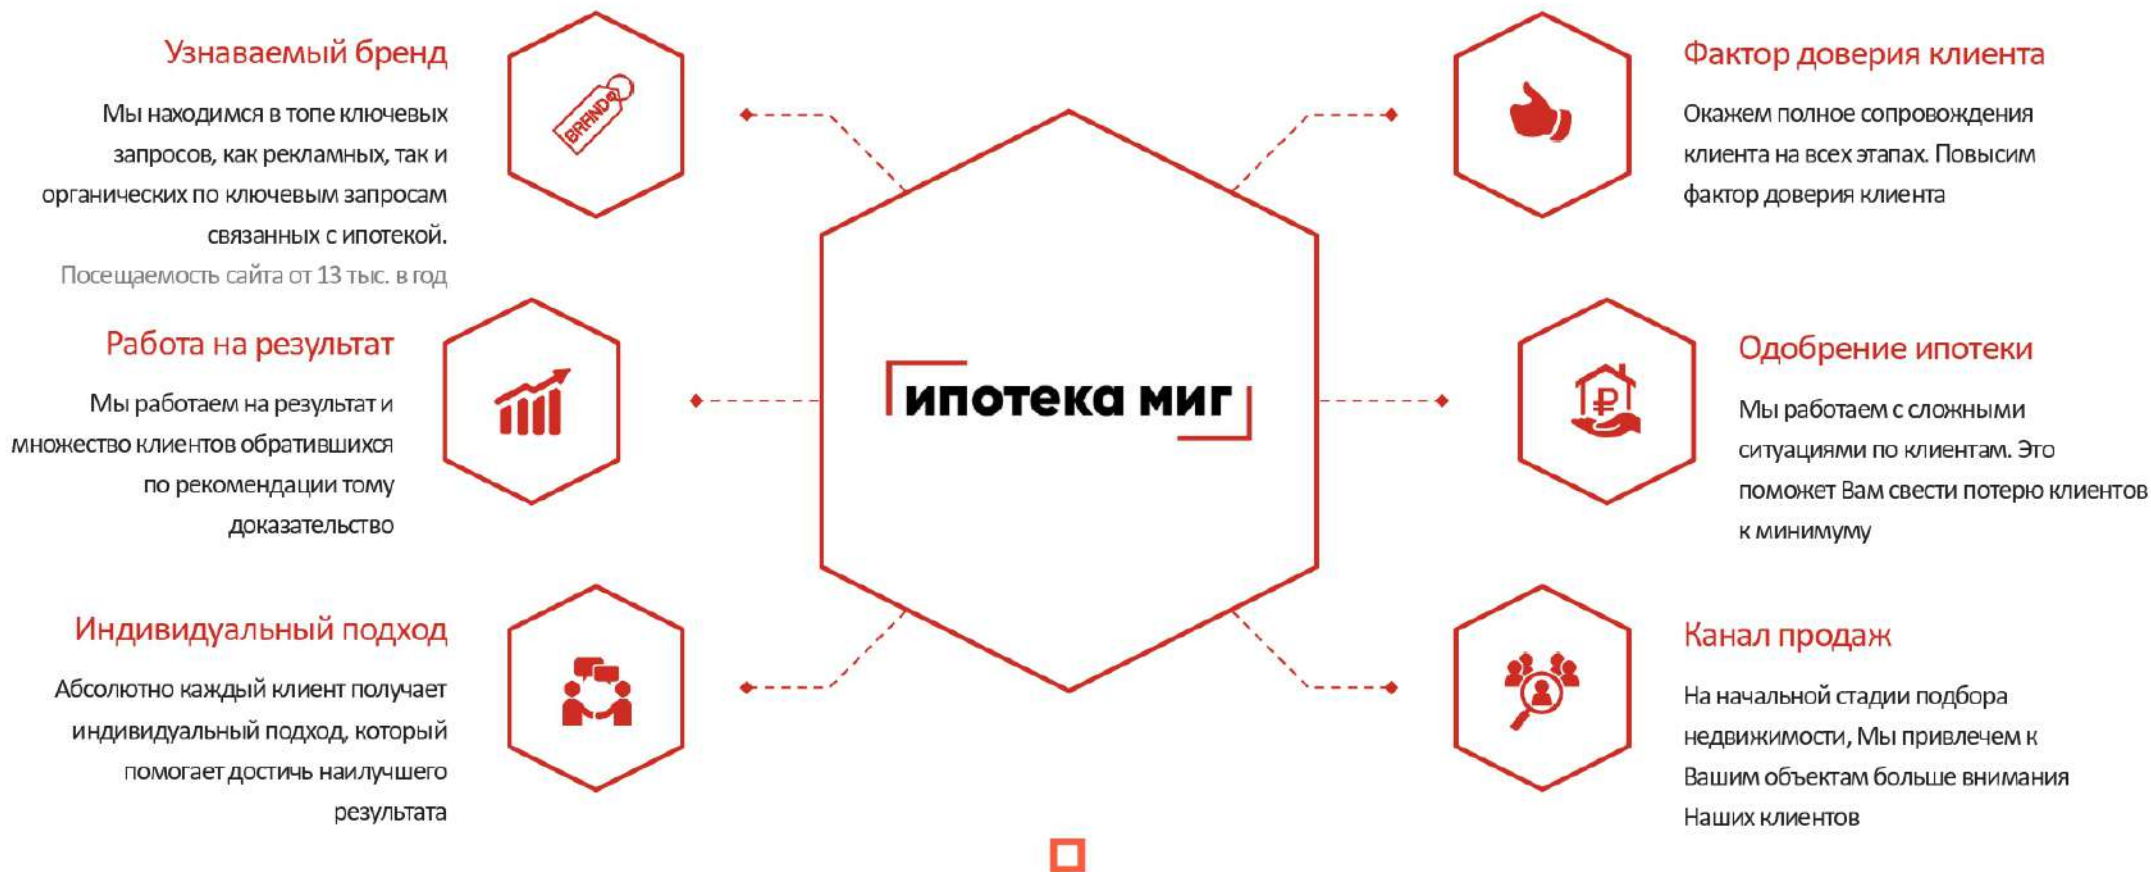 Узнаваемый бренд
Мы находимся в топе ключевых
запросов, как рекламных, так и
органических по ключевым запросам
связанных с ипотекой.
Посещаемость сайта от 13 тыс. в год
BRAND
Работа на результат
Мы работаем на результат и
множество клиентов обратившихся
по рекомендации тому
доказательство
Индивидуальный подход
Абсолютно каждый клиент получает
индивидуальный подход, который
помогает достичь наилучшего
результата
ипотека миг
Фактор доверия клиента
Окажем полное сопровождения
клиента на всех этапах. Повысим
фактор доверия клиента
Одобрение ипотеки
Мы работаем с сложными
ситуациями по клиентам. Это
поможет Вам свести потерю клиентов
к минимуму
₽
Канал продаж
На начальной стадии подбора
недвижимости, Мы привлечем к
Вашим объектам больше внимания
Наших клиентов